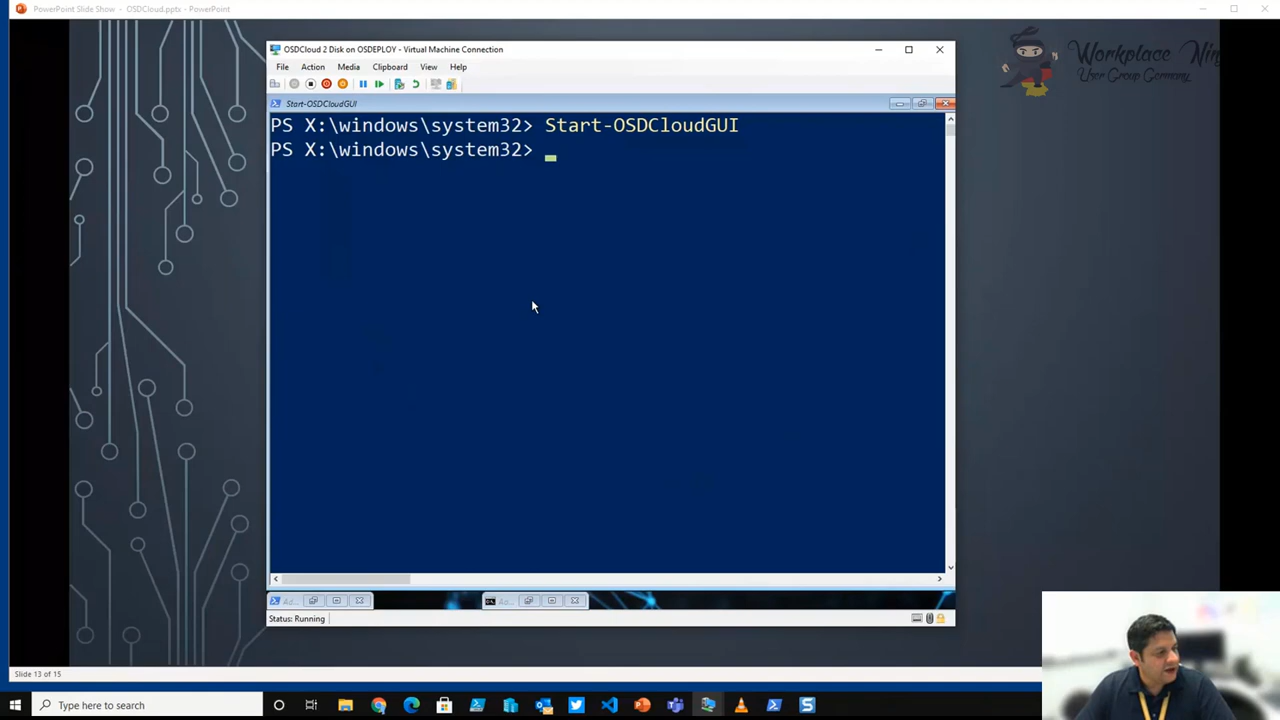 PowerPoint Slide Show - OSDCloud.pptx - PowerPoint
Workplace Ninja
User Group Germany
OSDCloud 2 Disk on OSDEPLOY - Virtual Machine Connection
File Action Media Clipboard View Help
Start-OSDCloudGUI
PS X:\windows\system32> Start-OSDCloudGUI
PS X:\windows\system32>
Ad...
Status: Running
Slide 13 of 15
Type here to search